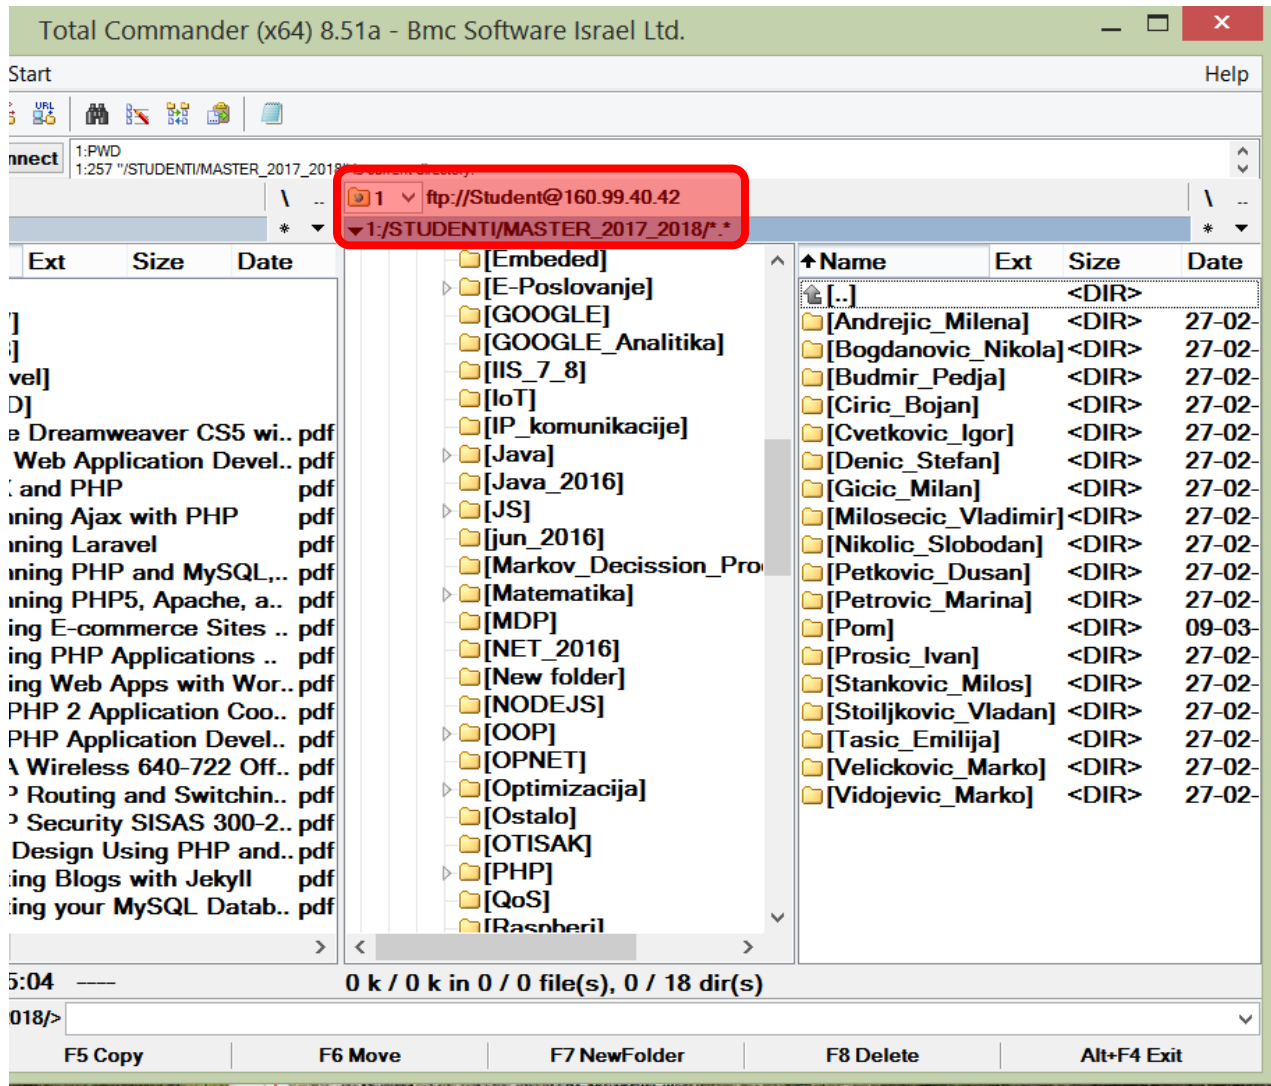 Total Commander (x64) 8.51a - Bmc Software Israel Ltd.
Start Help
URL
nnect
1:PWD
1:257 "/STUDENTI/MASTER_2017_2018
\ .. 1 ftp://Student@160.99.40.42 \ ..
* 1:/STUDENTI/MASTER_2017_2018/*.* *
Ext Size Date
]
]
vel]
D]
e Dreamweaver CS5 wi.. pdf
Web Application Devel.. pdf
and PHP pdf
nning Ajax with PHP pdf
nning Laravel pdf
nning PHP and MySQL,.. pdf
nning PHP5, Apache, a.. pdf
ing E-commerce Sites .. pdf
ing PHP Applications .. pdf
ing Web Apps with Wor.. pdf
PHP 2 Application Coo.. pdf
PHP Application Devel.. pdf
A Wireless 640-722 Off.. pdf
P Routing and Switchin.. pdf
P Security SISAS 300-2.. pdf
Design Using PHP and.. pdf
ting Blogs with Jekyll pdf
ting your MySQL Datab.. pdf
[Embeded]
[E-Poslovanje]
[GOOGLE]
[GOOGLE_Analitika]
[IIS_7_8]
[IoT]
[IP_komunikacije]
[Java]
[Java_2016]
[JS]
[jun_2016]
[Markov_Decission_Pro
[Matematika]
[MDP]
[NET_2016]
[New folder]
[NODEJS]
[OOP]
[OPNET]
[Optimizacija]
[Ostalo]
[OTISAK]
[PHP]
[QoS]
[Raspberi]
Name Ext Size Date
[..] <DIR>
[Andrejic_Milena] <DIR> 27-02-
[Bogdanovic_Nikola] <DIR> 27-02-
[Budmir_Pedja] <DIR> 27-02-
[Ciric_Bojan] <DIR> 27-02-
[Cvetkovic_Igor] <DIR> 27-02-
[Denic_Stefan] <DIR> 27-02-
[Gicic_Milan] <DIR> 27-02-
[Milosecic_Vladimir] <DIR> 27-02-
[Nikolic_Slobodan] <DIR> 27-02-
[Petkovic_Dusan] <DIR> 27-02-
[Petrovic_Marina] <DIR> 27-02-
[Pom] <DIR> 09-03-
[Prosic_Ivan] <DIR> 27-02-
[Stankovic_Milos] <DIR> 27-02-
[Stoiljkovic_Vladan] <DIR> 27-02-
[Tasic_Emilija] <DIR> 27-02-
[Velickovic_Marko] <DIR> 27-02-
[Vidojevic_Marko] <DIR> 27-02-
5:04 ----
0 k / 0 k in 0 / 0 file(s), 0 / 18 dir(s)
018/>
F5 Copy F6 Move F7 NewFolder F8 Delete Alt+F4 Exit